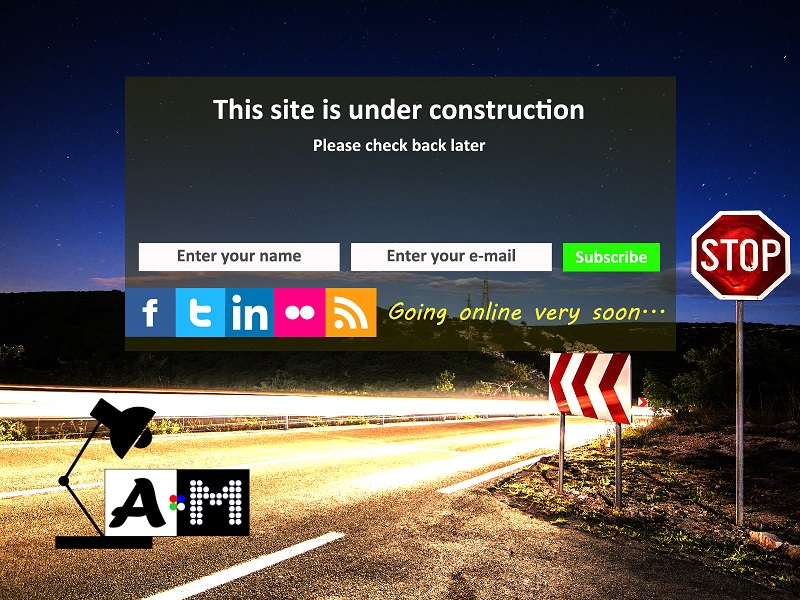 This site is under construction
Please check back later
STOP
Enter your name
Enter your e-mail
Subscribe
f t in
Going online very soon...
A:M